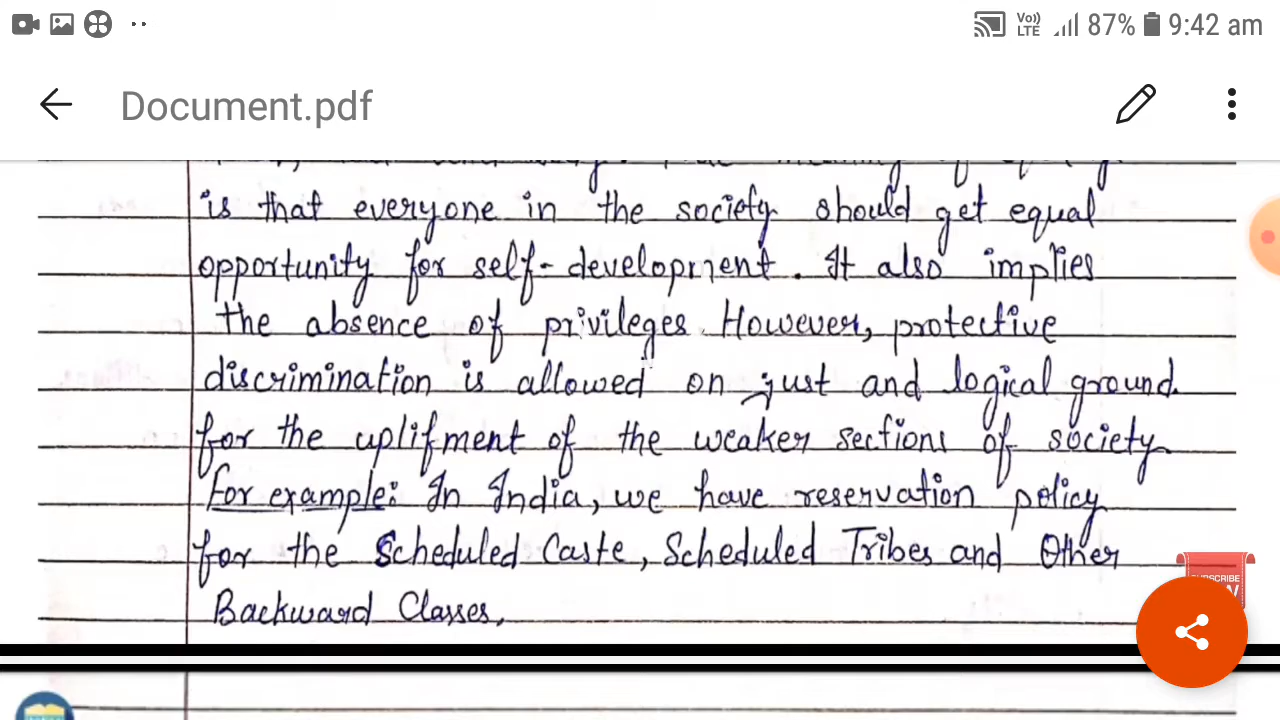 87% 9:42 am
Vo)) LTE
Document.pdf
is that everyone in the society should get equal
opportunity for self-development. It also implies
the absence of privileges. However, protective
discrimination is allowed on just and logical ground
for the uplifment of the weaker sections of society
For example: In India, we have reservation policy
for the Scheduled Caste, Scheduled Tribes and Other
Backward Classes.